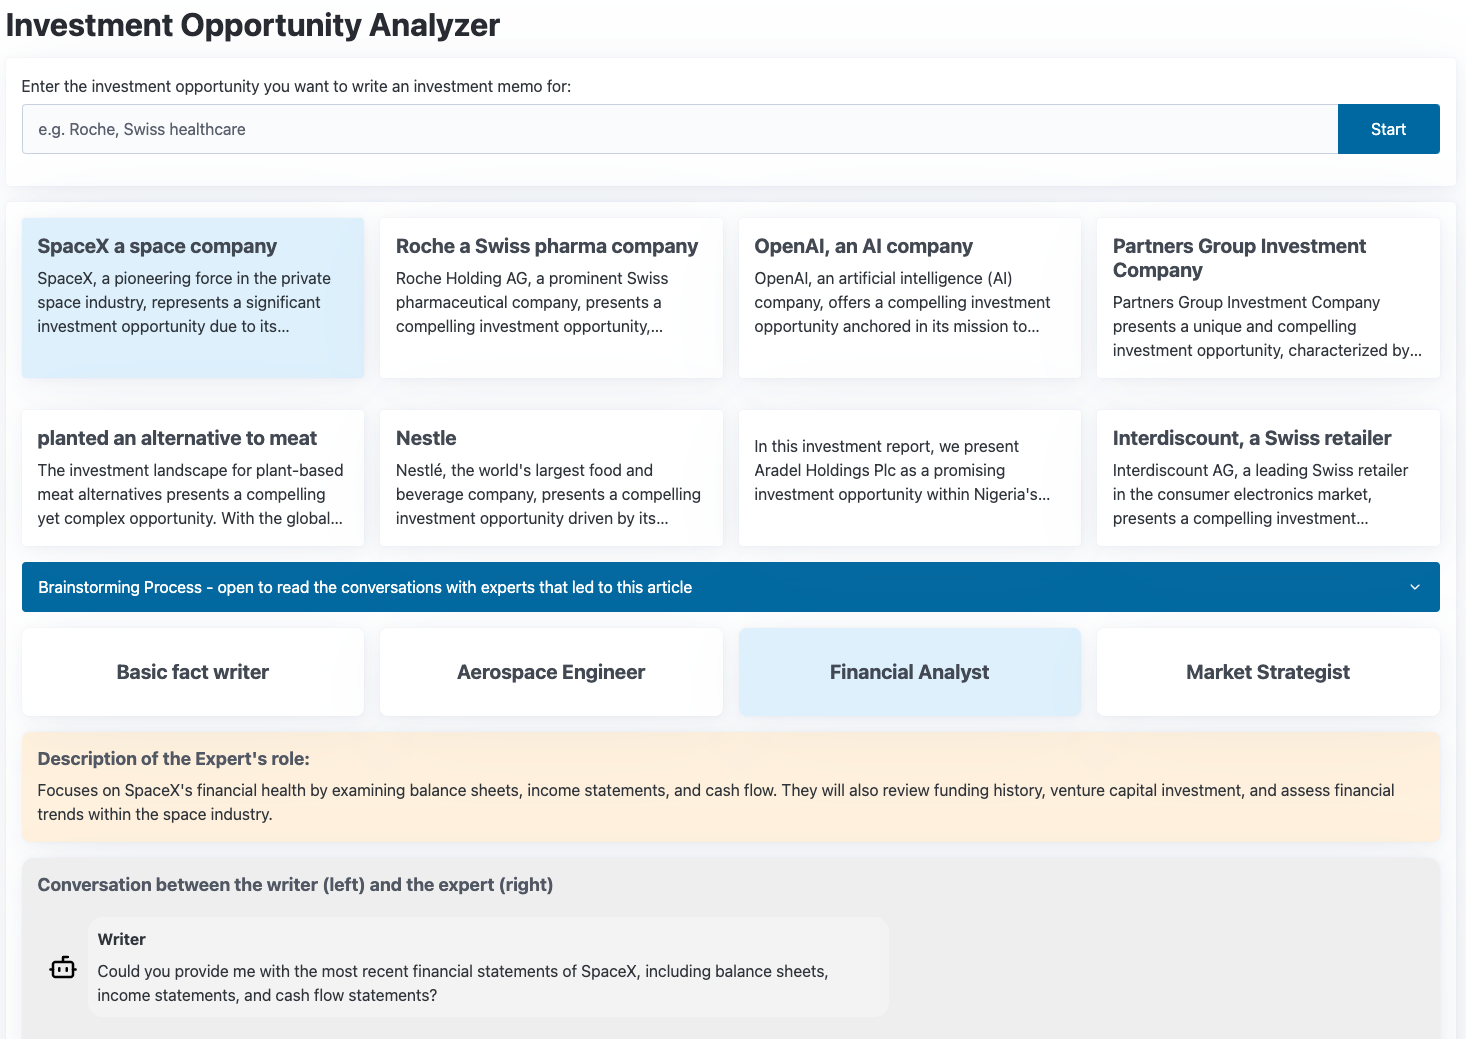 Investment Opportunity Analyzer
Enter the investment opportunity you want to write an investment memo for:
e.g. Roche, Swiss healthcare
Start
SpaceX a space company
SpaceX, a pioneering force in the private
space industry, represents a significant
investment opportunity due to its...
Roche a Swiss pharma company
Roche Holding AG, a prominent Swiss
pharmaceutical company, presents a
compelling investment opportunity,...
OpenAI, an AI company
OpenAI, an artificial intelligence (AI)
company, offers a compelling investment
opportunity anchored in its mission to...
Partners Group Investment
Company
Partners Group Investment Company
presents a unique and compelling
investment opportunity, characterized by...
planted an alternative to meat
The investment landscape for plant-based
meat alternatives presents a compelling
yet complex opportunity. With the global...
Nestle
Nestlé, the world's largest food and
beverage company, presents a compelling
investment opportunity driven by its...
In this investment report, we present
Aradel Holdings Plc as a promising
investment opportunity within Nigeria's...
Interdiscount, a Swiss retailer
Interdiscount AG, a leading Swiss retailer
in the consumer electronics market,
presents a compelling investment...
Brainstorming Process - open to read the conversations with experts that led to this article
Basic fact writer
Aerospace Engineer
Financial Analyst
Market Strategist
Description of the Expert's role:
Focuses on SpaceX's financial health by examining balance sheets, income statements, and cash flow. They will also review funding history, venture capital investment, and assess financial
trends within the space industry.
Conversation between the writer (left) and the expert (right)
Writer
Could you provide me with the most recent financial statements of SpaceX, including balance sheets,
income statements, and cash flow statements?